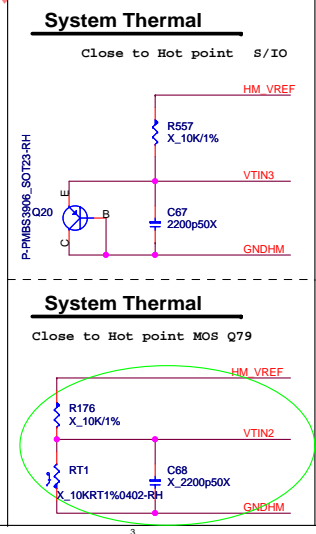 System Thermal
Close to Hot point S/IO
HM_VREF
R557
X_10K/1%
P-PMBS3906_SOT23-RH
VTIN3
E
Q20
B
C67
2200p50X
C
GNDHM
System Thermal
Close to Hot point MOS Q79
HM_VREF
R176
X_10K/1%
VTIN2
RT1
C68
X_2200p50X
X_10KRT1%0402-RH
GNDHM
3